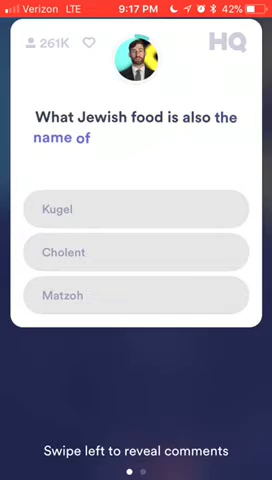 Verizon LTE 9:17 PM 42%
261K HQ
What Jewish food is also the
name of
Kugel
Cholent
Matzoh
Swipe left to reveal comments